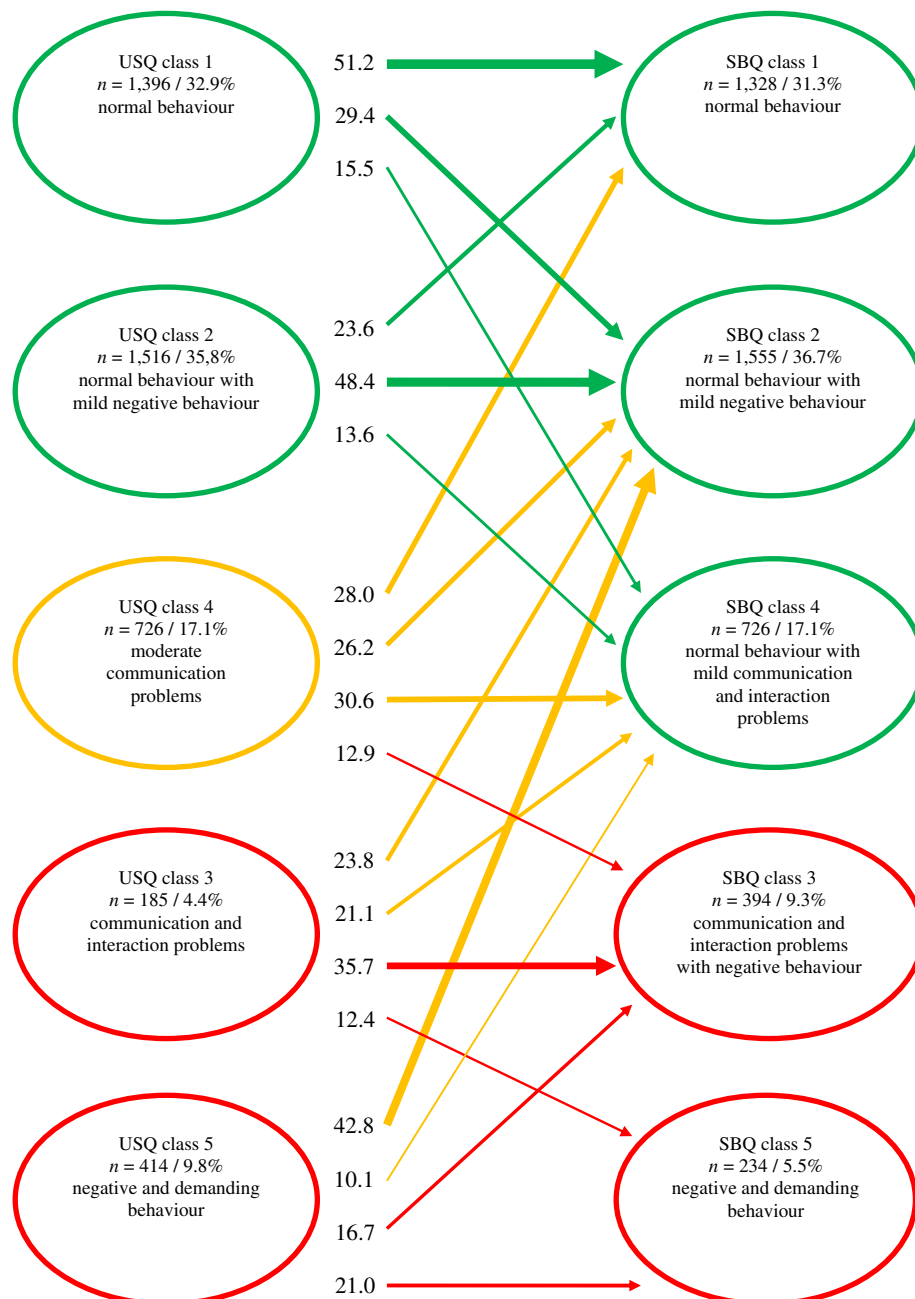 USQ class 1
n = 1,396 / 32.9%
normal behaviour
51.2
29.4
15.5
SBQ class 1
n = 1,328 / 31.3%
normal behaviour
USQ class 2
n = 1,516 / 35,8%
normal behaviour with
mild negative behaviour
23.6
48.4
13.6
SBQ class 2
n = 1,555 / 36.7%
normal behaviour with
mild negative behaviour
USQ class 4
n = 726 / 17.1%
moderate
communication
problems
28.0
26.2
30.6
12.9
SBQ class 4
n = 726 / 17.1%
normal behaviour with
mild communication
and interaction
problems
USQ class 3
n = 185 / 4.4%
communication and
interaction problems
23.8
21.1
35.7
12.4
SBQ class 3
n = 394 / 9.3%
communication and
interaction problems
with negative behaviour
USQ class 5
n = 414 / 9.8%
negative and demanding
behaviour
42.8
10.1
16.7
21.0
SBQ class 5
n = 234 / 5.5%
negative and demanding
behaviour